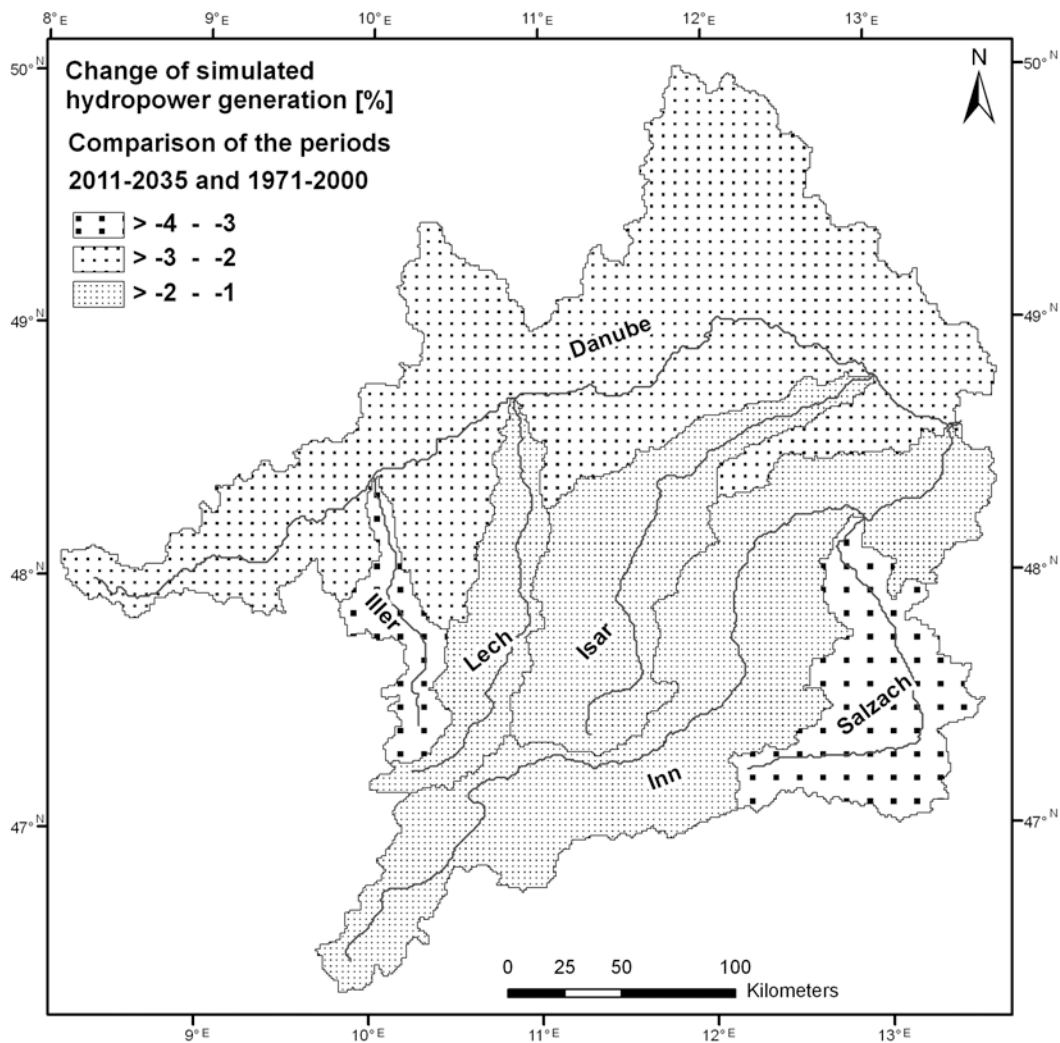 8°E 9°E 10°E 11°E 12°E 13°E
50°N
50°N
Change of simulated
hydropower generation [%]
N
Comparison of the periods
2011-2035 and 1971-2000
> -4 - -3
> -3 - -2
> -2 - -1
49°N
49°N
Danube
48°N
48°N
Iller
Lech
Isar
Salzach
Inn
47°N
47°N
0 25 50 100
Kilometers
9°E 10°E 11°E 12°E 13°E